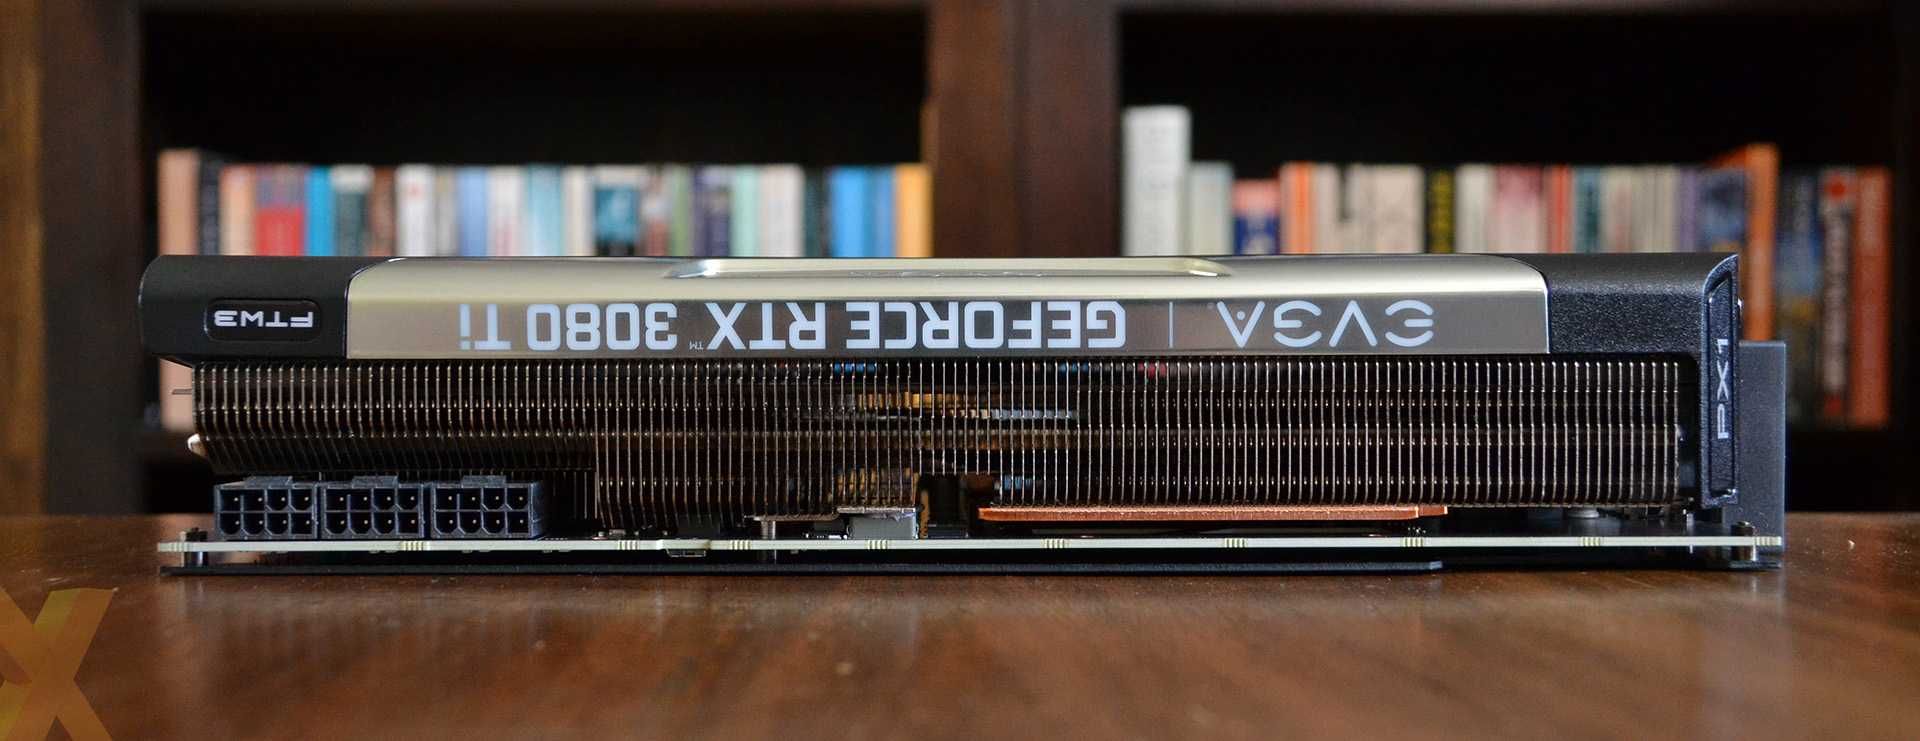 EVGA. | GEFORCE RTX™ 3080 Ti
FTW3
PX1
X